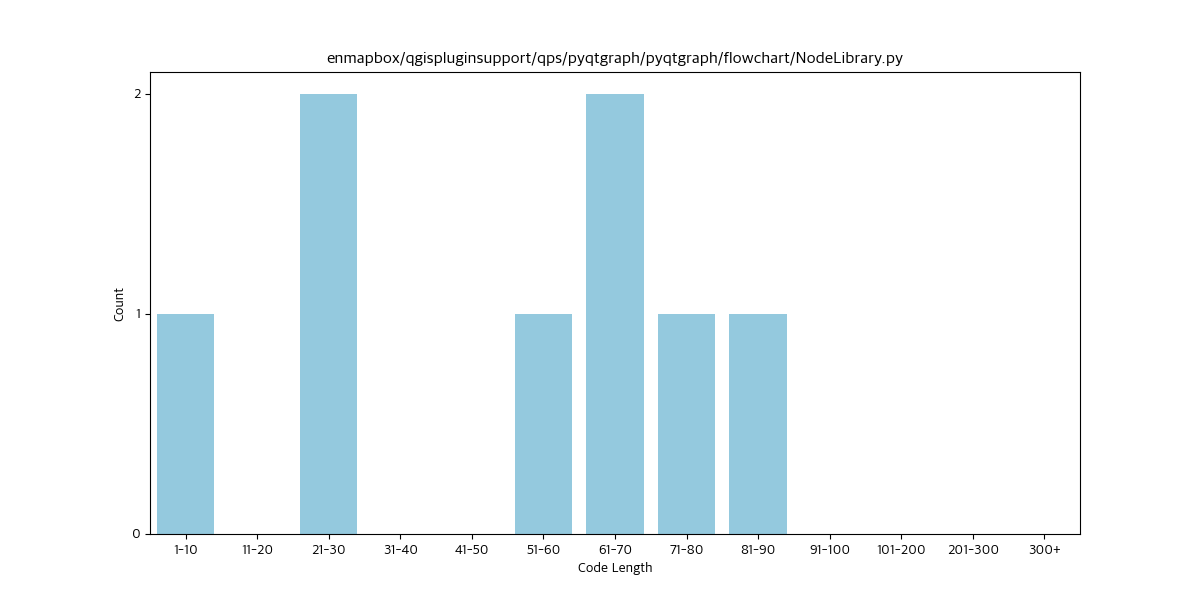 enmapbox/qgispluginsupport/qps/pyqtgraph/pyqtgraph/flowchart/NodeLibrary.py
2
1
0
Count
1-10 11-20 21-30 31-40 41-50 51-60 61-70 71-80 81-90 91-100 101-200 201-300 300+
Code Length